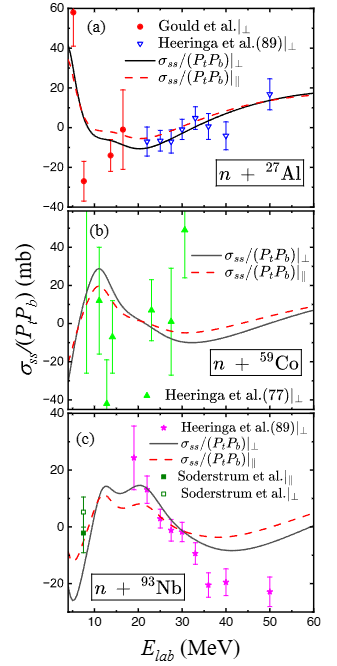 (a)
Gould et al.|⊥
Heeringa et al.(89)|⊥
σss/(PtPb)|⊥
σss/(PtPb)|∥
60
40
20
0
-20
-40
-60
n + ²⁷Al
(b)
σss/(PtPb)|⊥
σss/(PtPb)|∥
60
40
20
0
-20
-40
n + ⁵⁹Co
Heeringa et al.(77)|⊥
σss/(PtPb) (mb)
(c)
Heeringa et al.(89)|⊥
σss/(PtPb)|⊥
σss/(PtPb)|∥
Soderstrum et al.|∥
Soderstrum et al.|⊥
40
20
0
-20
n + ⁹³Nb
10 20 30 40 50 60
Elab (MeV)